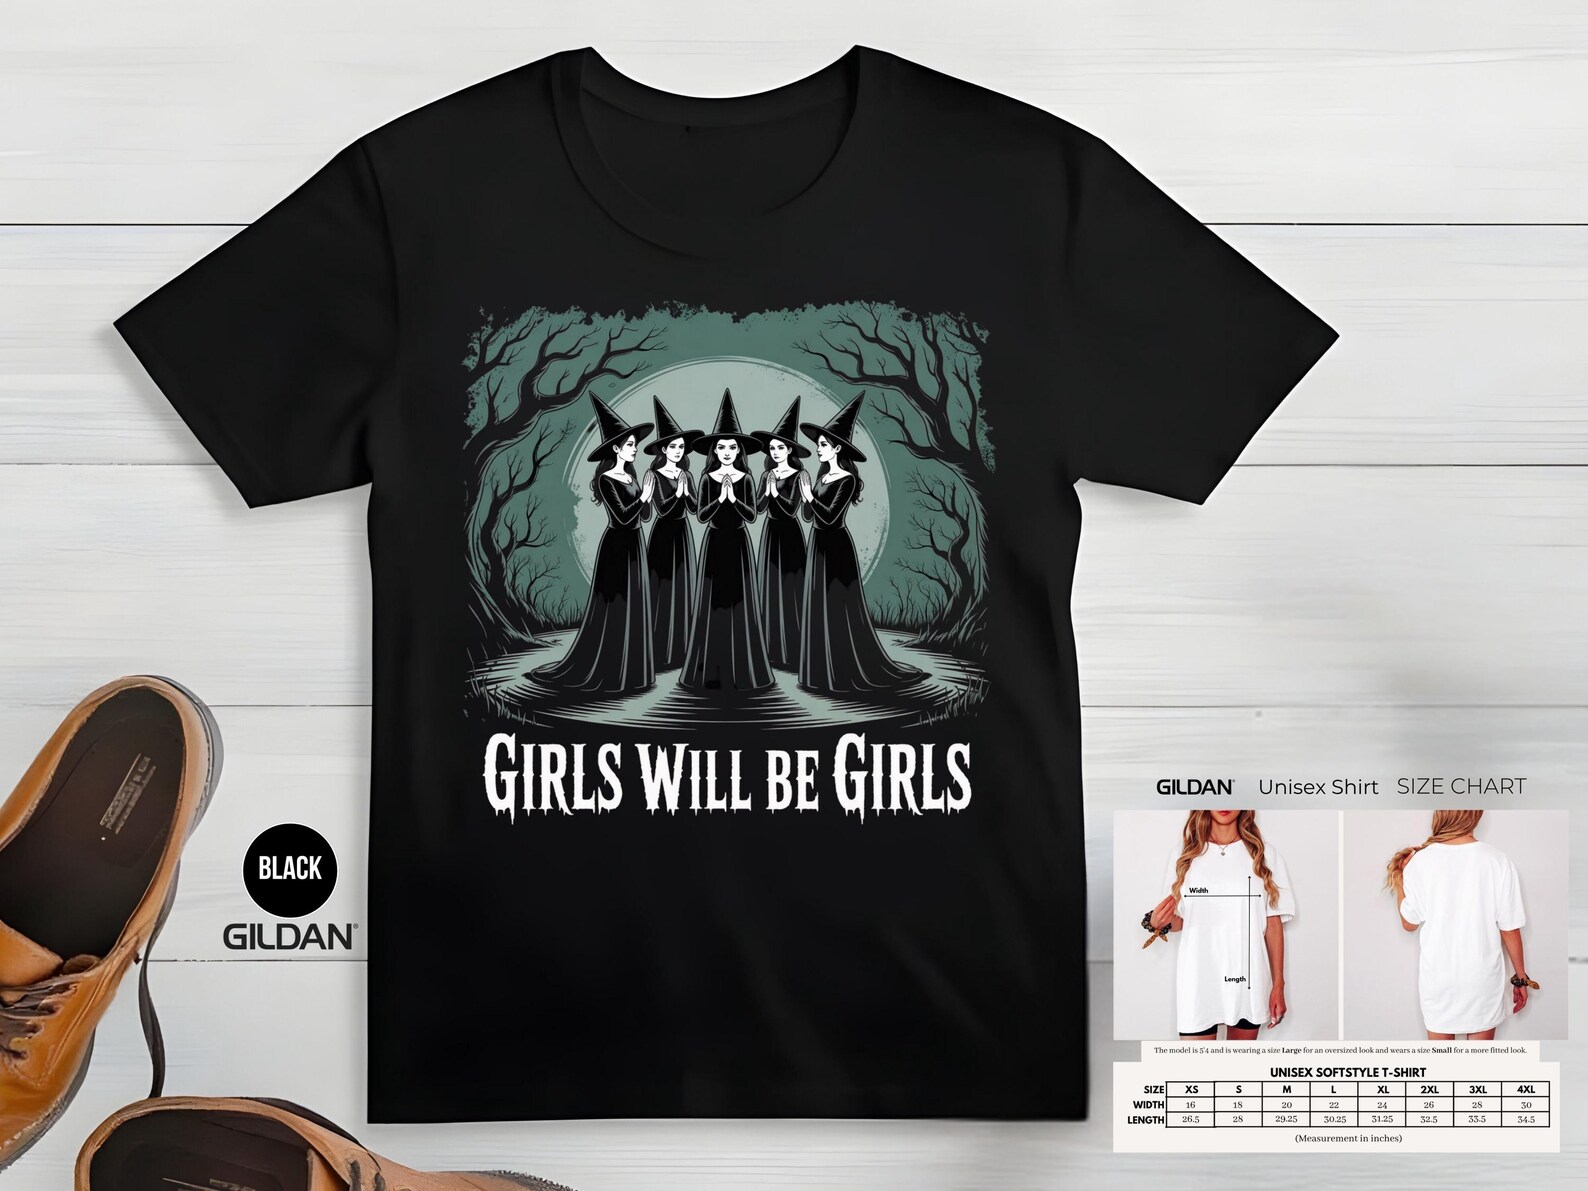 GIRLS WILL BE GIRLS
BLACK
GILDAN®
GILDAN® Unisex Shirt SIZE CHART
Width
Length
The model is 5'4 and is wearing a size Large for an oversized look and wears a size Small for a more fitted look.
UNISEX SOFTSTYLE T-SHIRT
SIZE XS S M L XL 2XL 3XL 4XL
WIDTH 16 18 20 22 24 26 28 30
LENGTH 26.5 28 29.25 30.25 31.25 32.5 33.5 34.5
(Measurement in inches)